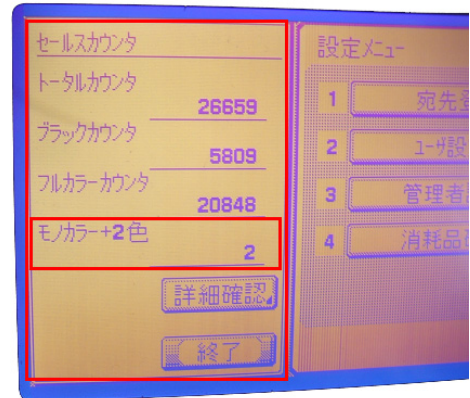 セールスカウンタ
トータルカウンタ
26659
ブラックカウンタ
5809
フルカラーカウンタ
20848
モノカラー+2色
2
詳細確認
終了
設定メニュー
1 宛先
2 ユーザ設
3 管理者
4 消耗品